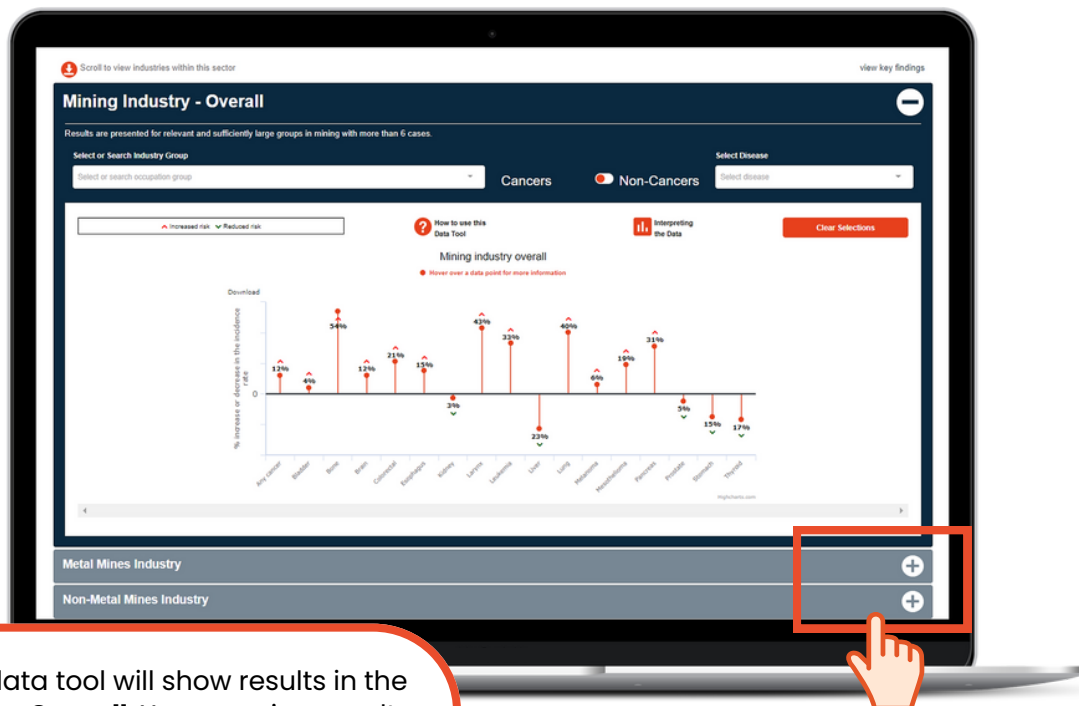 Scroll to view industries within this sector
view key findings
Mining Industry - Overall
Results are presented for relevant and sufficiently large groups in mining with more than 6 cases.
Select or Search Industry Group
Select Disease
Select or search occupation group
Cancers
Non-Cancers
Select disease
Increased risk
Reduced risk
How to use this
Data Tool
Interpreting
the Data
Clear Selections
Mining industry overall
Hover over a data point for more information
Download
% increase or decrease in the incidence
rate
0
12%
4%
54%
12%
21%
15%
3%
43%
33%
23%
40%
6%
19%
31%
5%
15%
17%
Any cancer
Bladder
Bone
Brain
Colorectal
Esophagus
Kidney
Larynx
Leukemia
Liver
Lung
Melanoma
Mesothelioma
Pancreas
Prostate
Stomach
Thyroid
Highcharts.com
Metal Mines Industry
Non-Metal Mines Industry
data tool will show results in the